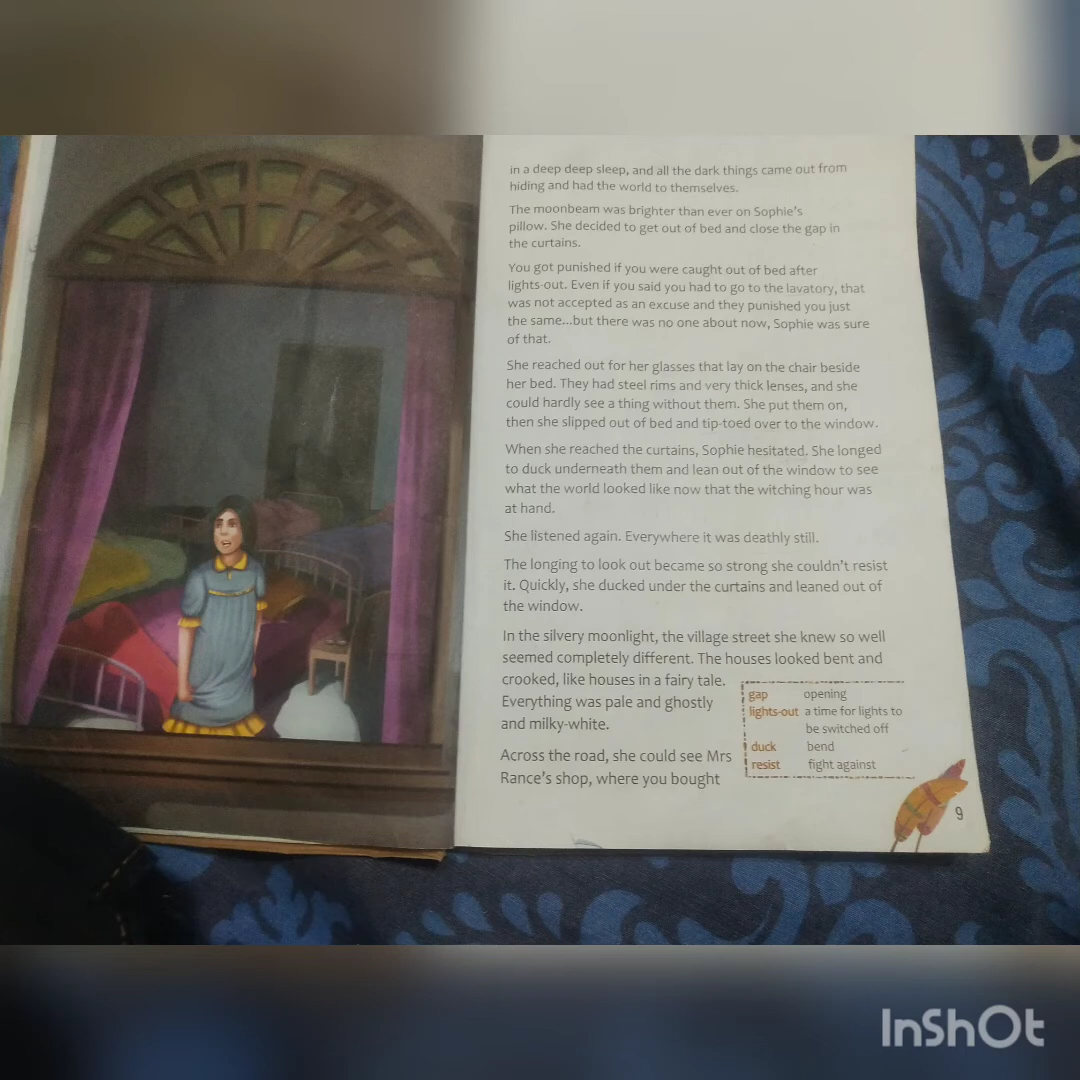 in a deep deep sleep, and all the dark things came out from
hiding and had the world to themselves.
The moonbeam was brighter than ever on Sophie's
pillow. She decided to get out of bed and close the gap in
the curtains.
You got punished if you were caught out of bed after
lights-out. Even if you said you had to go to the lavatory, that
was not accepted as an excuse and they punished you just
the same...but there was no one about now, Sophie was sure
of that.
She reached out for her glasses that lay on the chair beside
her bed. They had steel rims and very thick lenses, and she
could hardly see a thing without them. She put them on,
then she slipped out of bed and tip-toed over to the window.
When she reached the curtains, Sophie hesitated. She longed
to duck underneath them and lean out of the window to see
what the world looked like now that the witching hour was
at hand.
She listened again. Everywhere it was deathly still.
The longing to look out became so strong she couldn't resist
it. Quickly, she ducked under the curtains and leaned out of
the window.
In the silvery moonlight, the village street she knew so well
seemed completely different. The houses looked bent and
crooked, like houses in a fairy tale.
Everything was pale and ghostly
and milky-white.
Across the road, she could see Mrs
Rance's shop, where you bought
gap opening
lights-out a time for lights to
be switched off
duck bend
resist fight against
9
InShOt